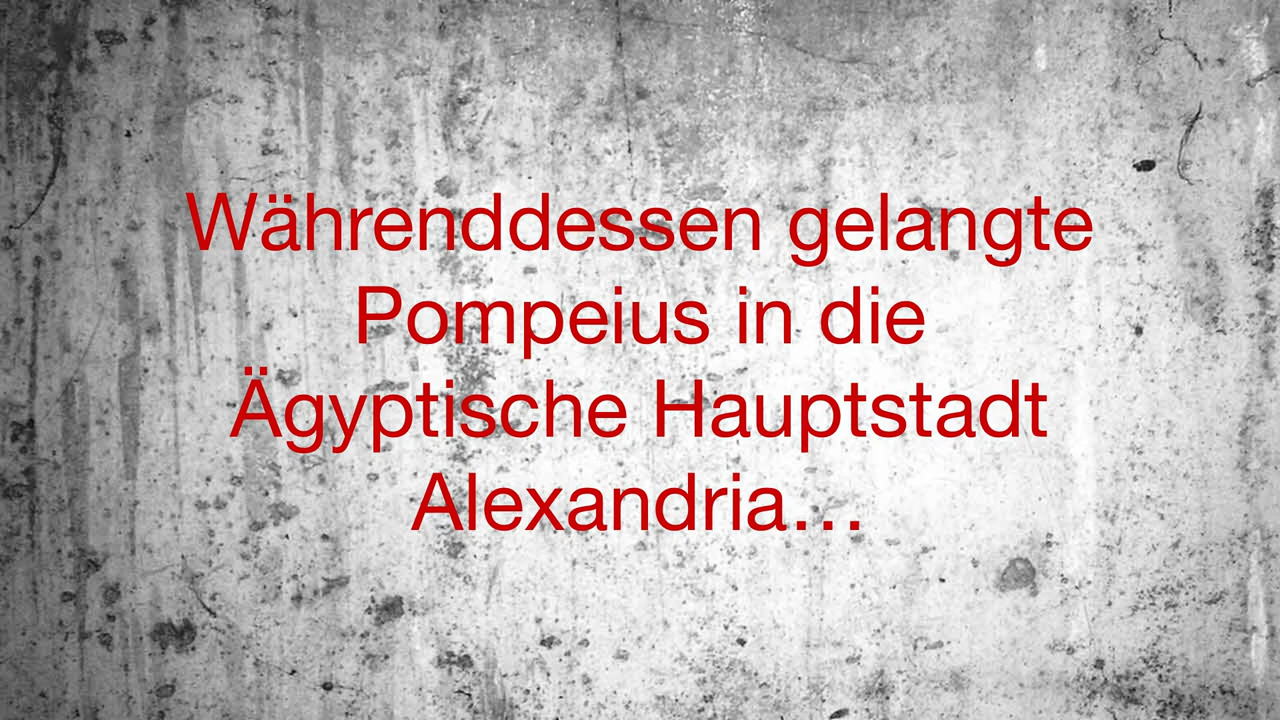 Währenddessen gelangte
Pompeius in die
Ägyptische Hauptstadt
Alexandria…